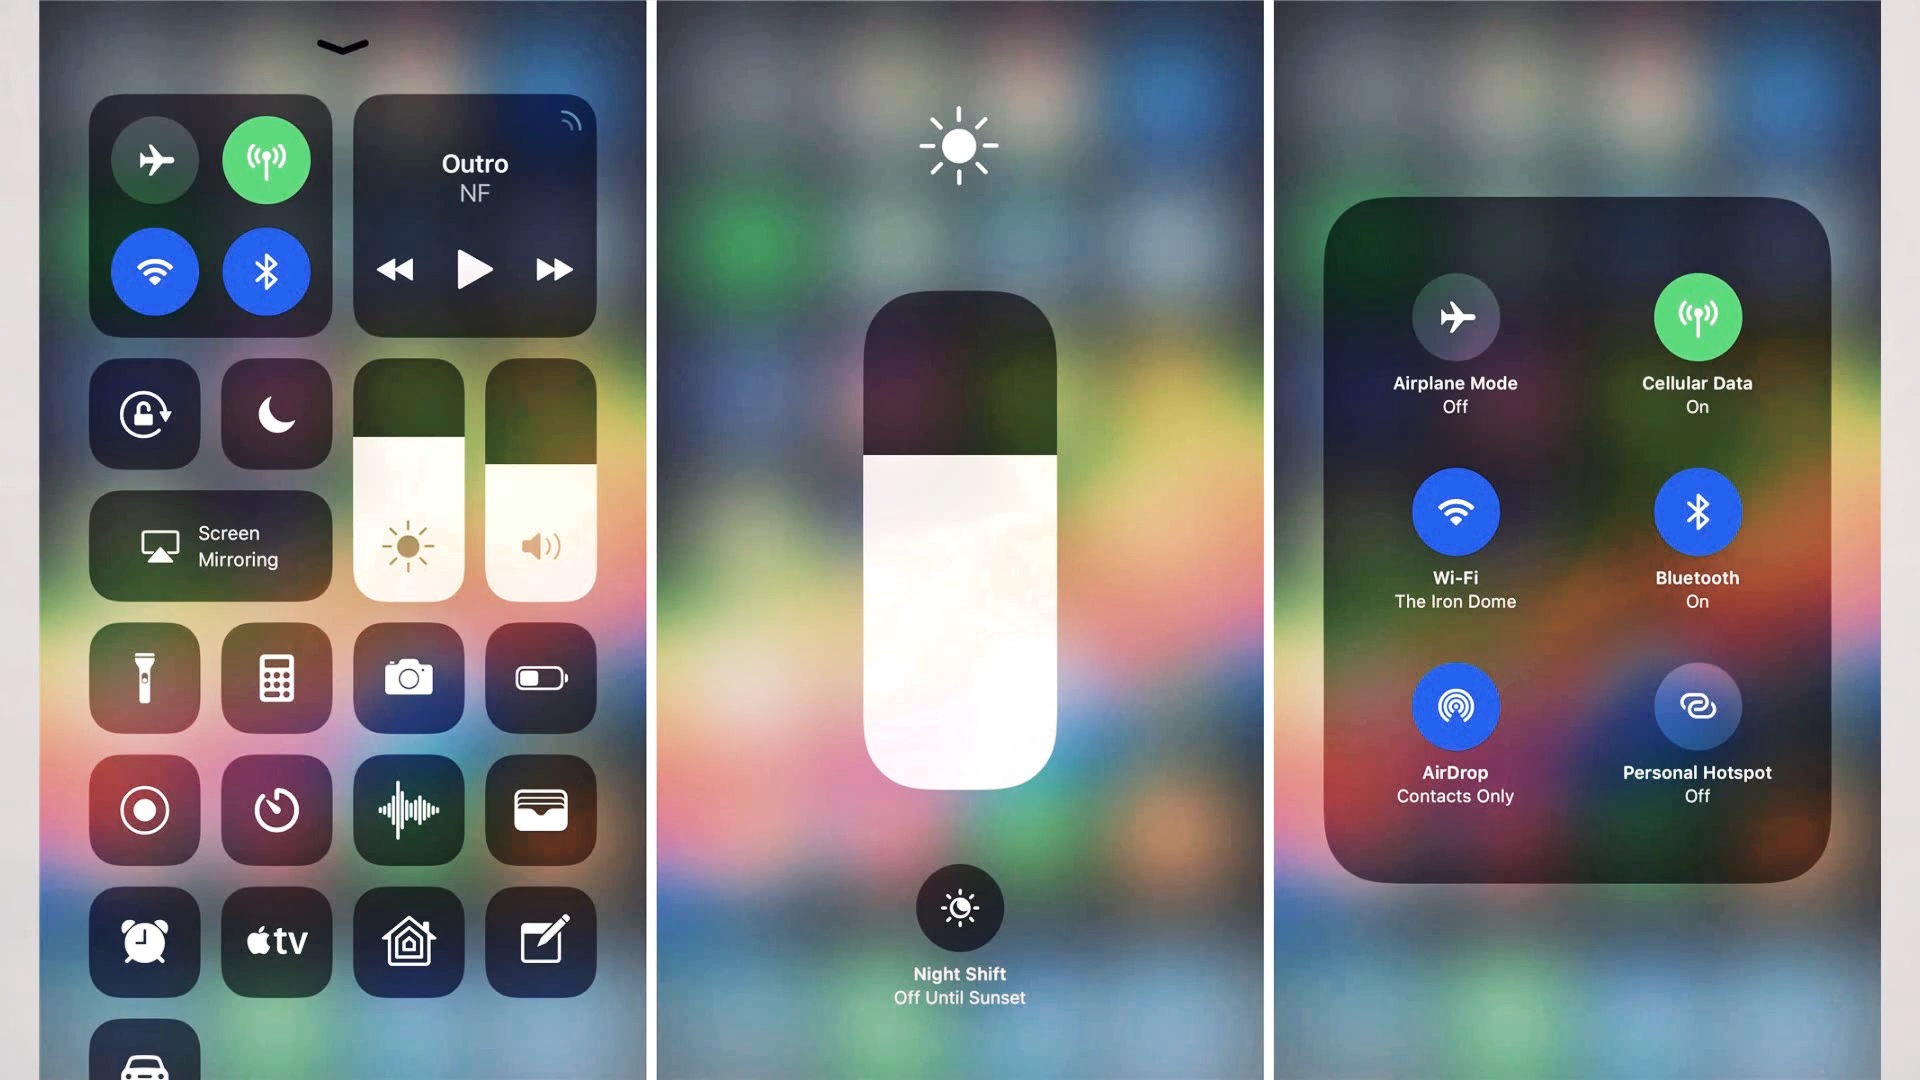 Outro
NF
Screen
Mirroring
tv
Night Shift
Off Until Sunset
Airplane Mode
Off
Cellular Data
On
Wi-Fi
The Iron Dome
Bluetooth
On
AirDrop
Contacts Only
Personal Hotspot
Off